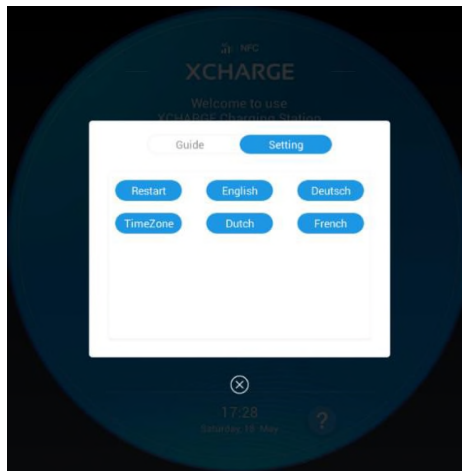 NFC
XCHARGE
Welcome to use
XCHARGE Charging Station
Guide Setting
Restart English Deutsch
TimeZone Dutch French
17:28
Saturday, 18 May
?